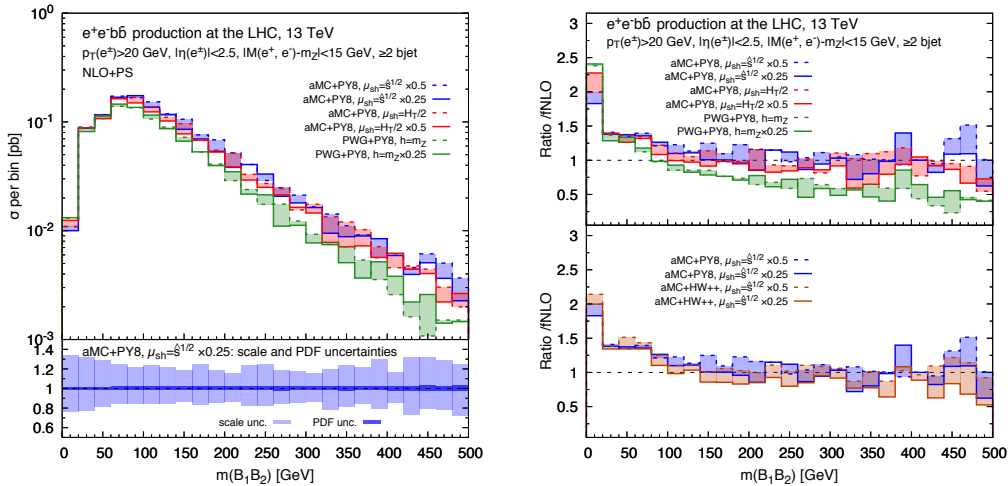 e⁺e⁻bb̄ production at the LHC, 13 TeV
p_T(e^±)>20 GeV, |η(e^±)|<2.5, |M(e⁺, e⁻)-m_Z|<15 GeV, ≥2 bjet
NLO+PS
aMC+PY8, μ_sh=ŝ^1/2 ×0.5
aMC+PY8, μ_sh=ŝ^1/2 ×0.25
aMC+PY8, μ_sh=H_T/2
aMC+PY8, μ_sh=H_T/2 ×0.5
PWG+PY8, h=m_Z
PWG+PY8, h=m_Z×0.25
σ per bin [pb]
10^0
10^-1
10^-2
10^-3
aMC+PY8, μ_sh=ŝ^1/2 ×0.25: scale and PDF uncertainties
1.4
1.2
1
0.8
0.6
scale unc.
PDF unc.
0 50 100 150 200 250 300 350 400 450 500
m(B₁B₂) [GeV]
e⁺e⁻bb̄ production at the LHC, 13 TeV
p_T(e^±)>20 GeV, |η(e^±)|<2.5, |M(e⁺, e⁻)-m_Z|<15 GeV, ≥2 bjet
aMC+PY8, μ_sh=ŝ^1/2 ×0.5
aMC+PY8, μ_sh=ŝ^1/2 ×0.25
aMC+PY8, μ_sh=H_T/2
aMC+PY8, μ_sh=H_T/2 ×0.5
PWG+PY8, h=m_Z
PWG+PY8, h=m_Z×0.25
Ratio /fNLO
3
2.5
2
1.5
1
0.5
aMC+PY8, μ_sh=ŝ^1/2 ×0.5
aMC+PY8, μ_sh=ŝ^1/2 ×0.25
aMC+HW++, μ_sh=ŝ^1/2 ×0.5
aMC+HW++, μ_sh=ŝ^1/2 ×0.25
Ratio /fNLO
3
2.5
2
1.5
1
0.5
0 50 100 150 200 250 300 350 400 450 500
m(B₁B₂) [GeV]